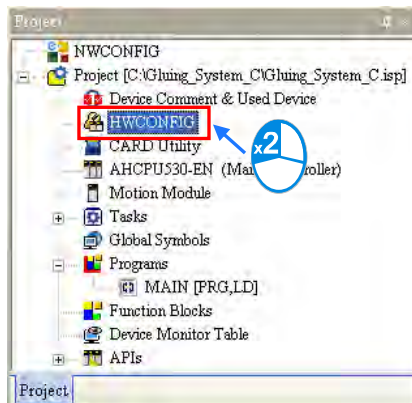 Project
NWCONFIG
Project [C:\Gluing_System_C\Gluing_System_C.isp]
Device Comment & Used Device
HWCONFIG
x2
CARD Utility
AHCPU530-EN (Mai roller)
Motion Module
Tasks
Global Symbols
Programs
MAIN [PRG,LD]
Function Blocks
Device Monitor Table
APIs
Project